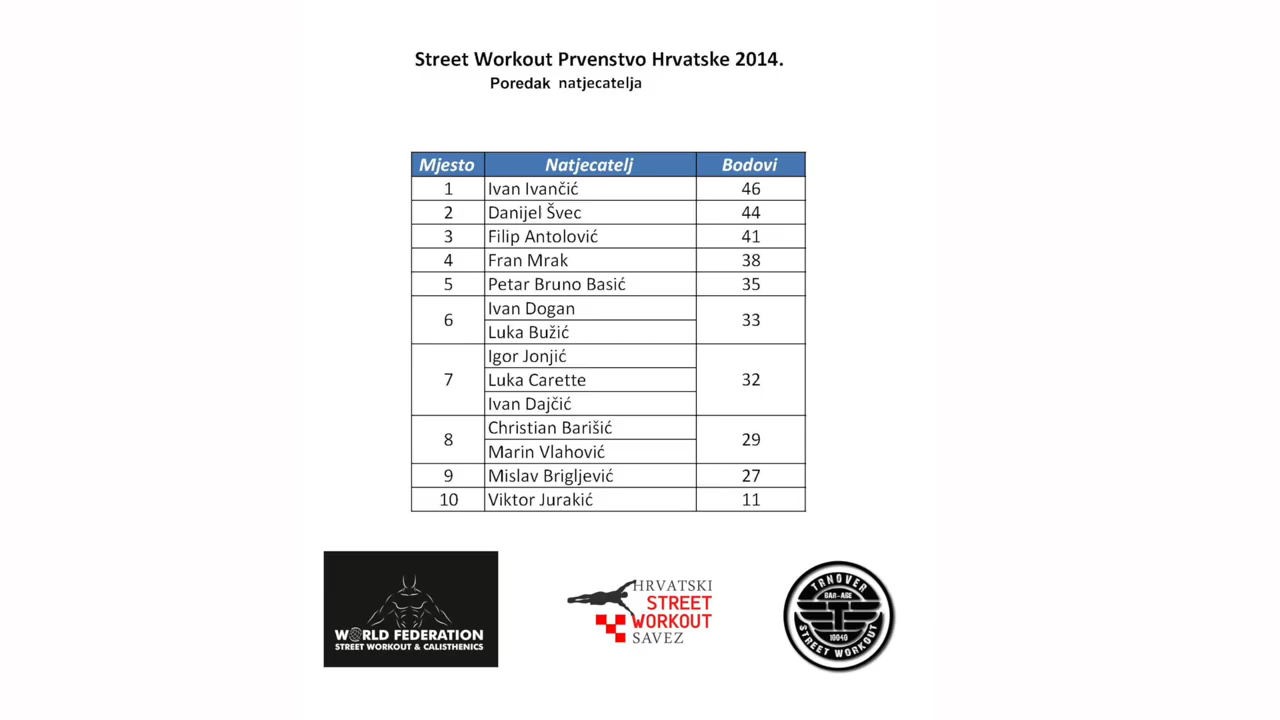 Street Workout Prvenstvo Hrvatske 2014.
Poredak natjecatelja
Mjesto Natjecatelj Bodovi
1 Ivan Ivančić 46
2 Danijel Švec 44
3 Filip Antolović 41
4 Fran Mrak 38
5 Petar Bruno Basić 35
6 Ivan Dogan 33
Luka Bužić
Igor Jonjić
7 Luka Carette 32
Ivan Dajčić
8 Christian Barišić 29
Marin Vlahović
9 Mislav Brigljević 27
10 Viktor Jurakić 11
WORLD FEDERATION
STREET WORKOUT & CALISTHENICS
HRVATSKI
STREET
WORKOUT
SAVEZ
TRNOVER
BAR-ASE
T
10040
STREET WORKOUT